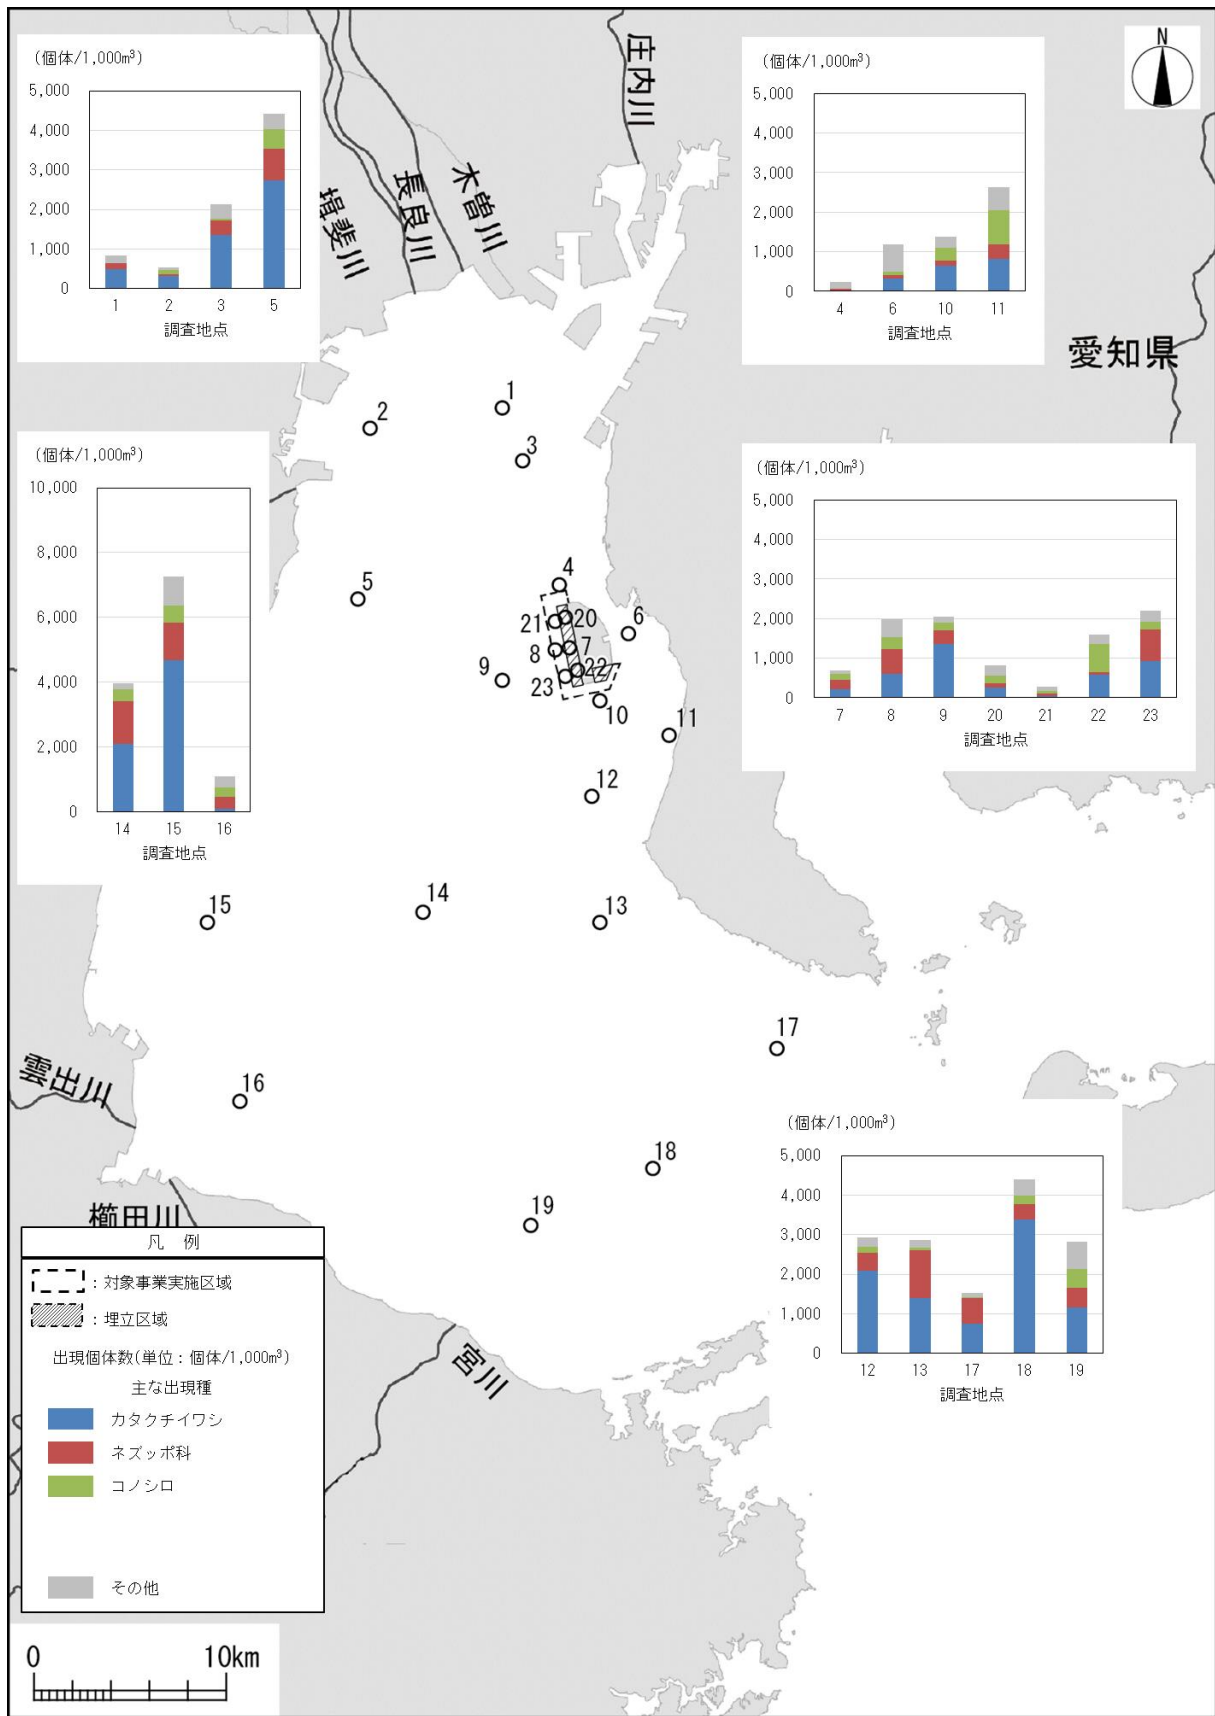 (個体/1,000m³)
5,000
4,000
3,000
2,000
1,000
0
1 2 3 5
調査地点
揖斐川
長良川
木曽川
庄内川
(個体/1,000m³)
5,000
4,000
3,000
2,000
1,000
0
4 6 10 11
調査地点
N
愛知県
(個体/1,000m³)
10,000
8,000
6,000
4,000
2,000
0
14 15 16
調査地点
(個体/1,000m³)
5,000
4,000
3,000
2,000
1,000
0
7 8 9 20 21 22 23
調査地点
1
2
3
4
5
20
21
6
8
7
9
22
23
10
11
12
14
13
15
17
16
18
19
雲出川
櫛田川
宮川
(個体/1,000m³)
5,000
4,000
3,000
2,000
1,000
0
12 13 17 18 19
調査地点
凡 例
:対象事業実施区域
:埋立区域
出現個体数(単位:個体/1,000m³)
主な出現種
カタクチイワシ
ネズッポ科
コノシロ
その他
0 10km